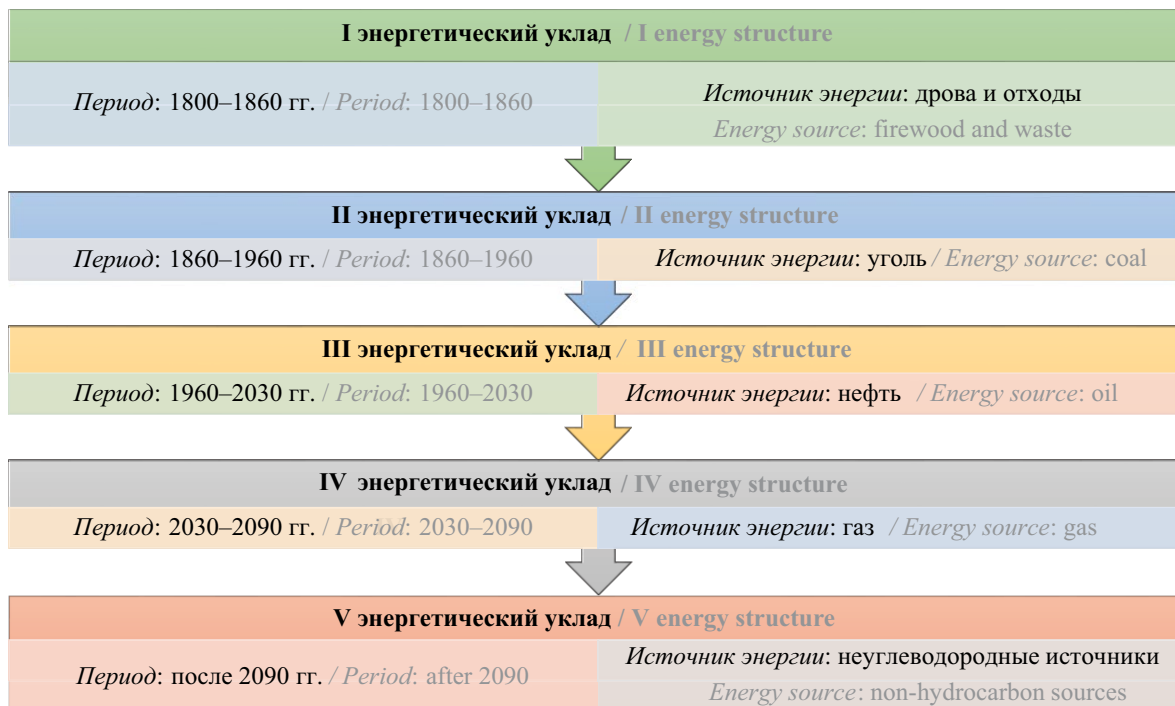 I энергетический уклад / I energy structure
Период: 1800–1860 гг. / Period: 1800–1860
Источник энергии: дрова и отходы
Energy source: firewood and waste
II энергетический уклад / II energy structure
Период: 1860–1960 гг. / Period: 1860–1960
Источник энергии: уголь / Energy source: coal
III энергетический уклад / III energy structure
Период: 1960–2030 гг. / Period: 1960–2030
Источник энергии: нефть / Energy source: oil
IV энергетический уклад / IV energy structure
Период: 2030–2090 гг. / Period: 2030–2090
Источник энергии: газ / Energy source: gas
V энергетический уклад / V energy structure
Период: после 2090 гг. / Period: after 2090
Источник энергии: неуглеводородные источники
Energy source: non-hydrocarbon sources